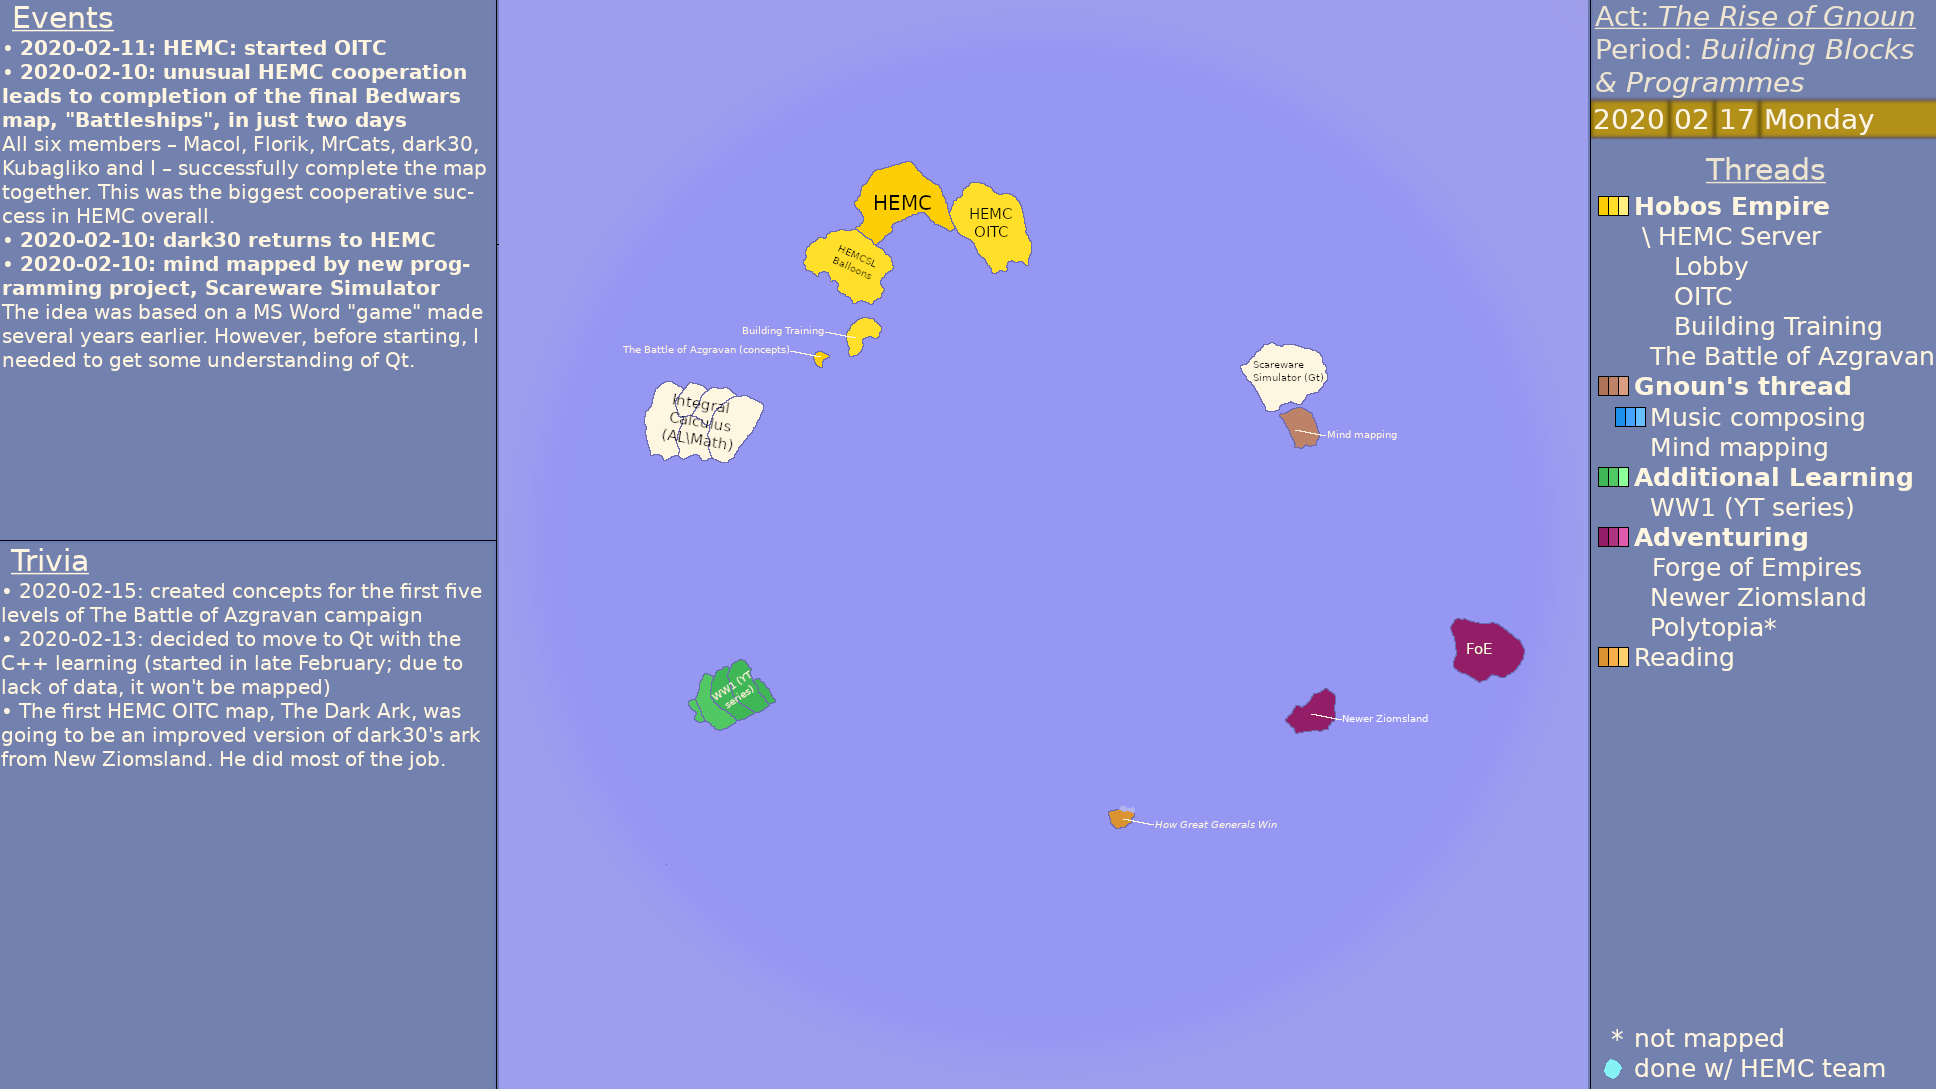 Events
• 2020-02-11: HEMC: started OITC
• 2020-02-10: unusual HEMC cooperation
leads to completion of the final Bedwars
map, "Battleships", in just two days
All six members – Macol, Florik, MrCats, dark30,
Kubagliko and I – successfully complete the map
together. This was the biggest cooperative suc-
cess in HEMC overall.
• 2020-02-10: dark30 returns to HEMC
• 2020-02-10: mind mapped by new prog-
ramming project, Scareware Simulator
The idea was based on a MS Word "game" made
several years earlier. However, before starting, I
needed to get some understanding of Qt.
Trivia
• 2020-02-15: created concepts for the first five
levels of The Battle of Azgravan campaign
• 2020-02-13: decided to move to Qt with the
C++ learning (started in late February; due to
lack of data, it won't be mapped)
• The first HEMC OITC map, The Dark Ark, was
going to be an improved version of dark30's ark
from New Ziomsland. He did most of the job.
HEMC
HEMC
OITC
HEMCSL
Balloons
Building Training
The Battle of Azgravan (concepts)
Integral
Calculus
(AL\Math)
Scareware
Simulator (Gt)
Mind mapping
WW1 (YT
series)
FoE
Newer Ziomsland
How Great Generals Win
Act: The Rise of Gnoun
Period: Building Blocks
& Programmes
2020 02 17 Monday
Threads
Hobos Empire
\ HEMC Server
Lobby
OITC
Building Training
The Battle of Azgravan
Gnoun's thread
Music composing
Mind mapping
Additional Learning
WW1 (YT series)
Adventuring
Forge of Empires
Newer Ziomsland
Polytopia*
Reading
* not mapped
done w/ HEMC team